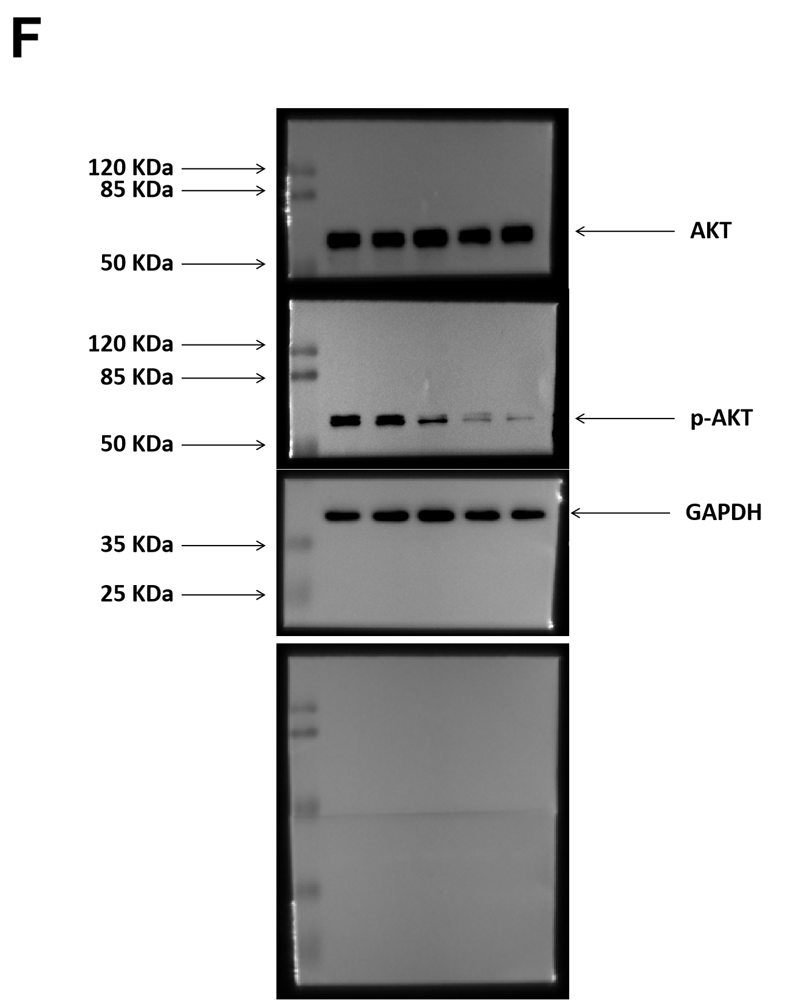 F
120 KDa
85 KDa
AKT
50 KDa
120 KDa
85 KDa
p-AKT
50 KDa
GAPDH
35 KDa
25 KDa